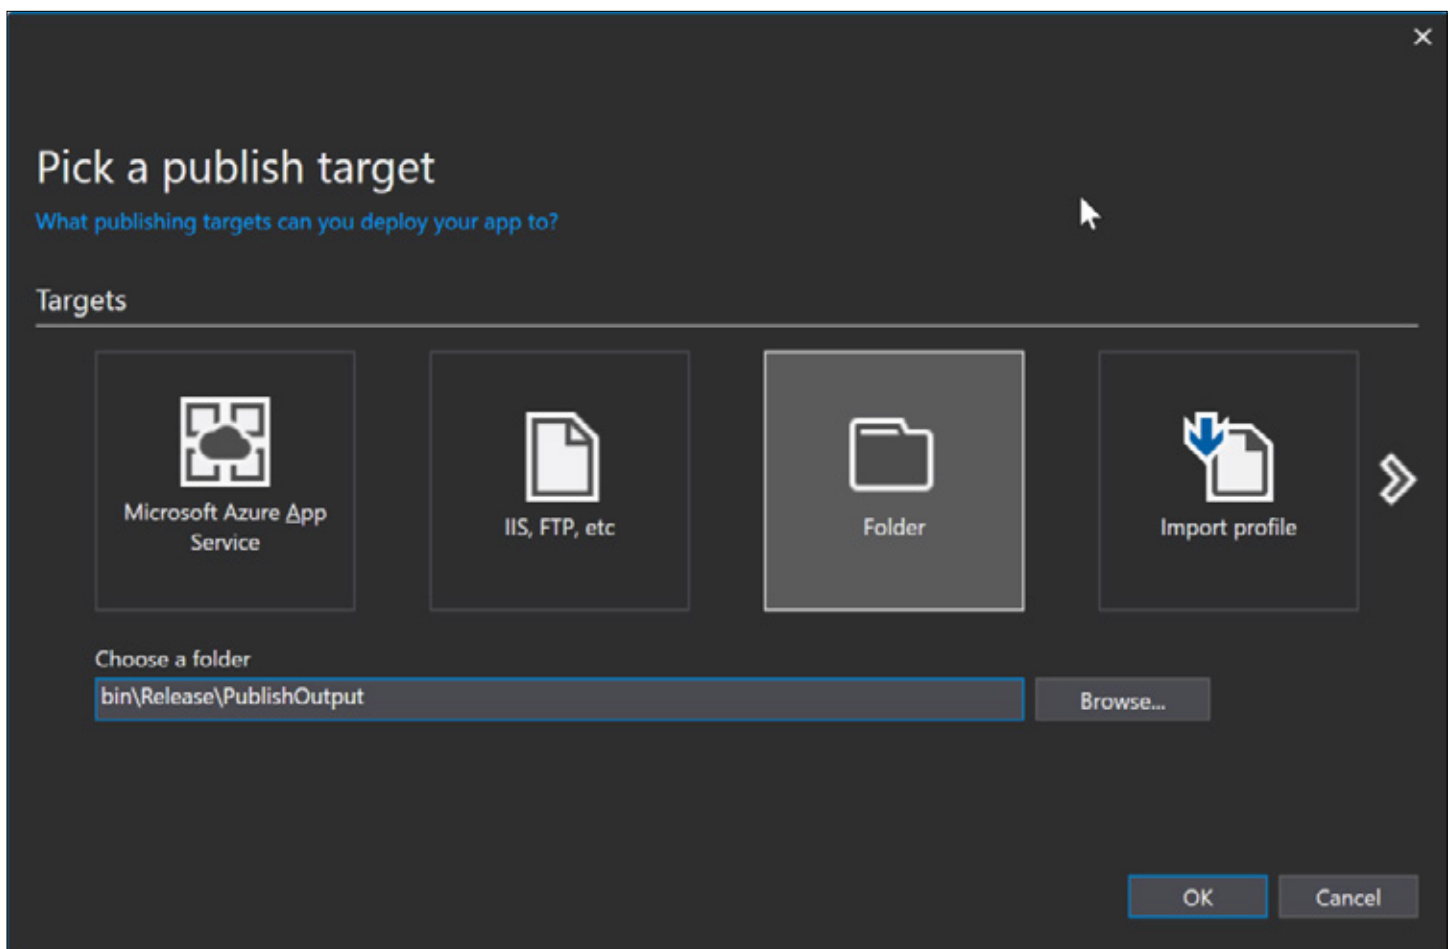 Pick a publish target
What publishing targets can you deploy your app to?
Targets
Microsoft Azure App
Service
IIS, FTP, etc
Folder
Import profile
Choose a folder
bin\Release\PublishOutput
Browse...
OK
Cancel